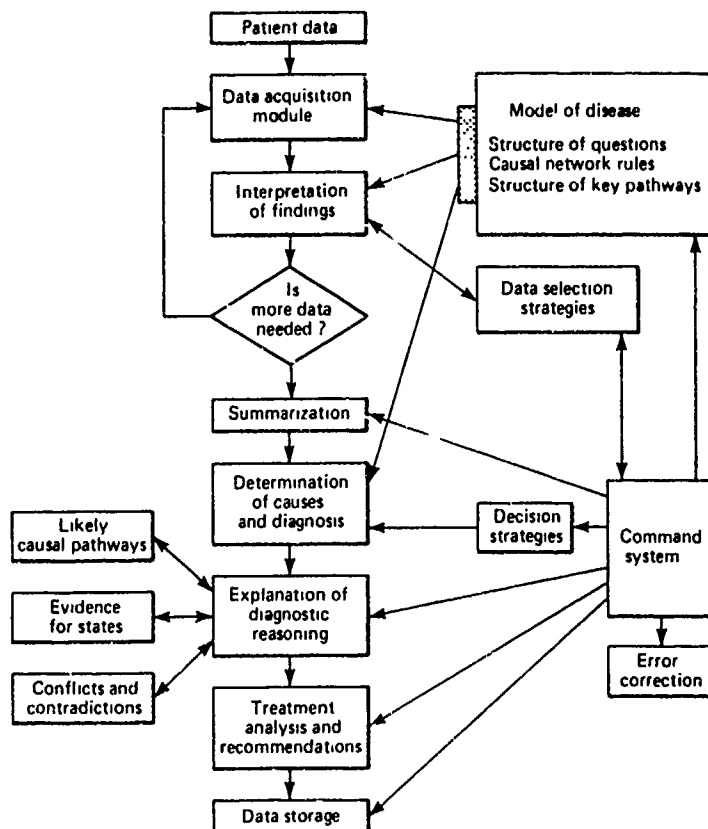 Patient data
Data acquisition
module
Model of disease
Structure of questions
Causal network rules
Structure of key pathways
Interpretation
of findings
Is
more data
needed ?
Data selection
strategies
Summarization
Determination
of causes
and diagnosis
Decision
strategies
Command
system
Likely
causal pathways
Evidence
for states
Conflicts and
contradictions
Explanation of
diagnostic
reasoning
Error
correction
Treatment
analysis and
recommendations
Data storage